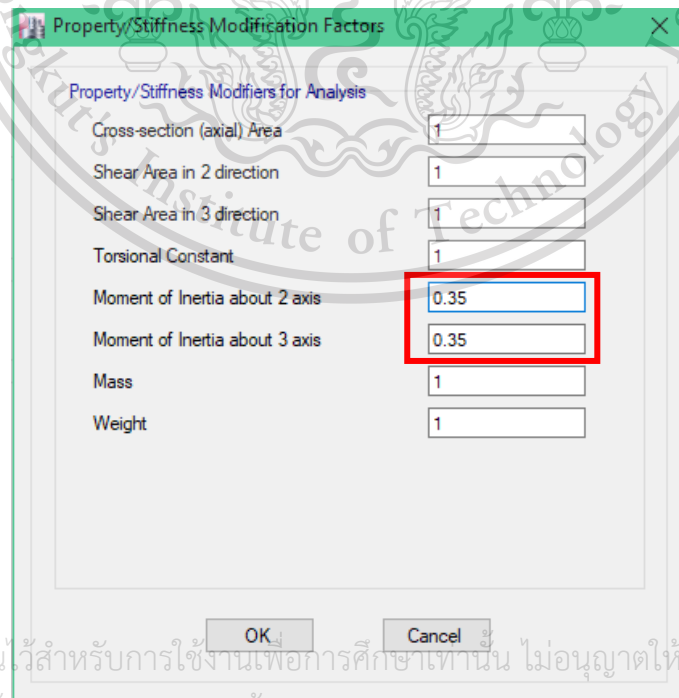 Property/Stiffness Modification Factors
Property/Stiffness Modifiers for Analysis
Cross-section (axial) Area 1
Shear Area in 2 direction 1
Shear Area in 3 direction 1
Torsional Constant 1
Moment of Inertia about 2 axis 0.35
Moment of Inertia about 3 axis 0.35
Mass 1
Weight 1
OK Cancel
Institute of Technology
ไว้สำหรับการใช้งานเพื่อการศึกษาเท่านั้น ไม่อนุญาตให้